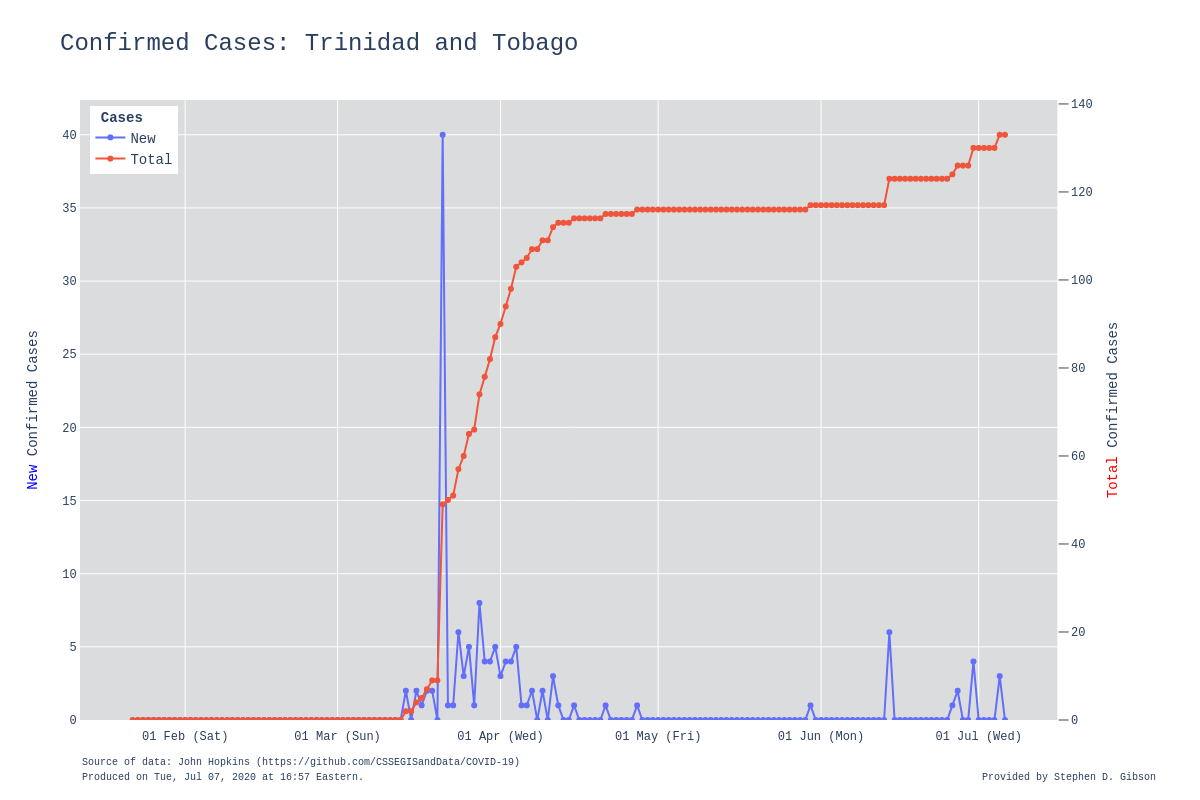 Confirmed Cases: Trinidad and Tobago
Cases
New
Total
40
35
30
25
20
15
10
5
0
New Confirmed Cases
140
120
100
80
60
40
20
0
Total Confirmed Cases
01 Feb (Sat) 01 Mar (Sun) 01 Apr (Wed) 01 May (Fri) 01 Jun (Mon) 01 Jul (Wed)
Source of data: John Hopkins (https://github.com/CSSEGISandData/COVID-19)
Produced on Tue, Jul 07, 2020 at 16:57 Eastern.
Provided by Stephen D. Gibson